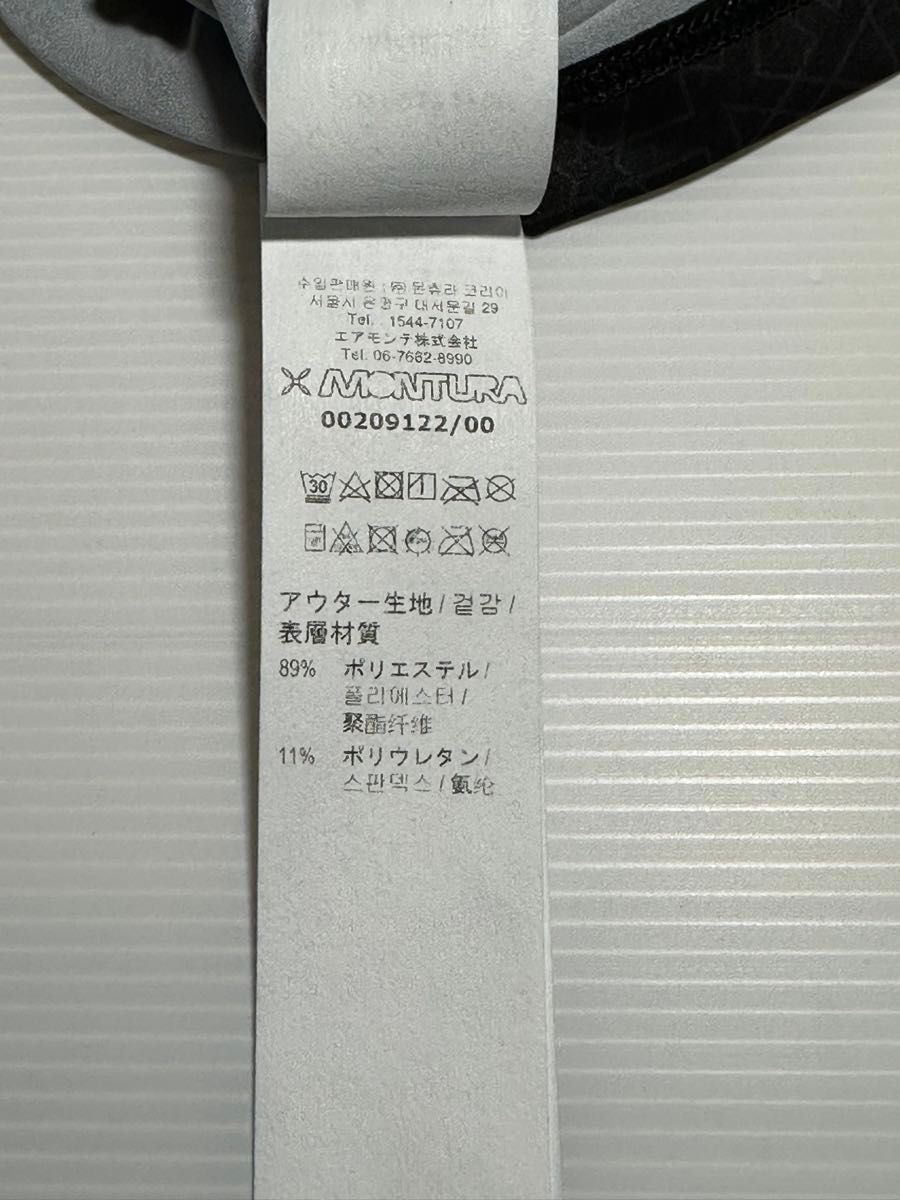 수입판매원 : ㈜ 몬츄라 코리아
서울시 은평구 대서문길 29
Tel. 1544-7107
エアモンテ株式会社
Tel. 06-7662-8990
MONTURA
00209122/00
30
アウター生地 / 겉감 /
表層材質
89% ポリエステル /
폴리에스터 /
聚酯纤维
11% ポリウレタン /
스판덱스 / 氨纶